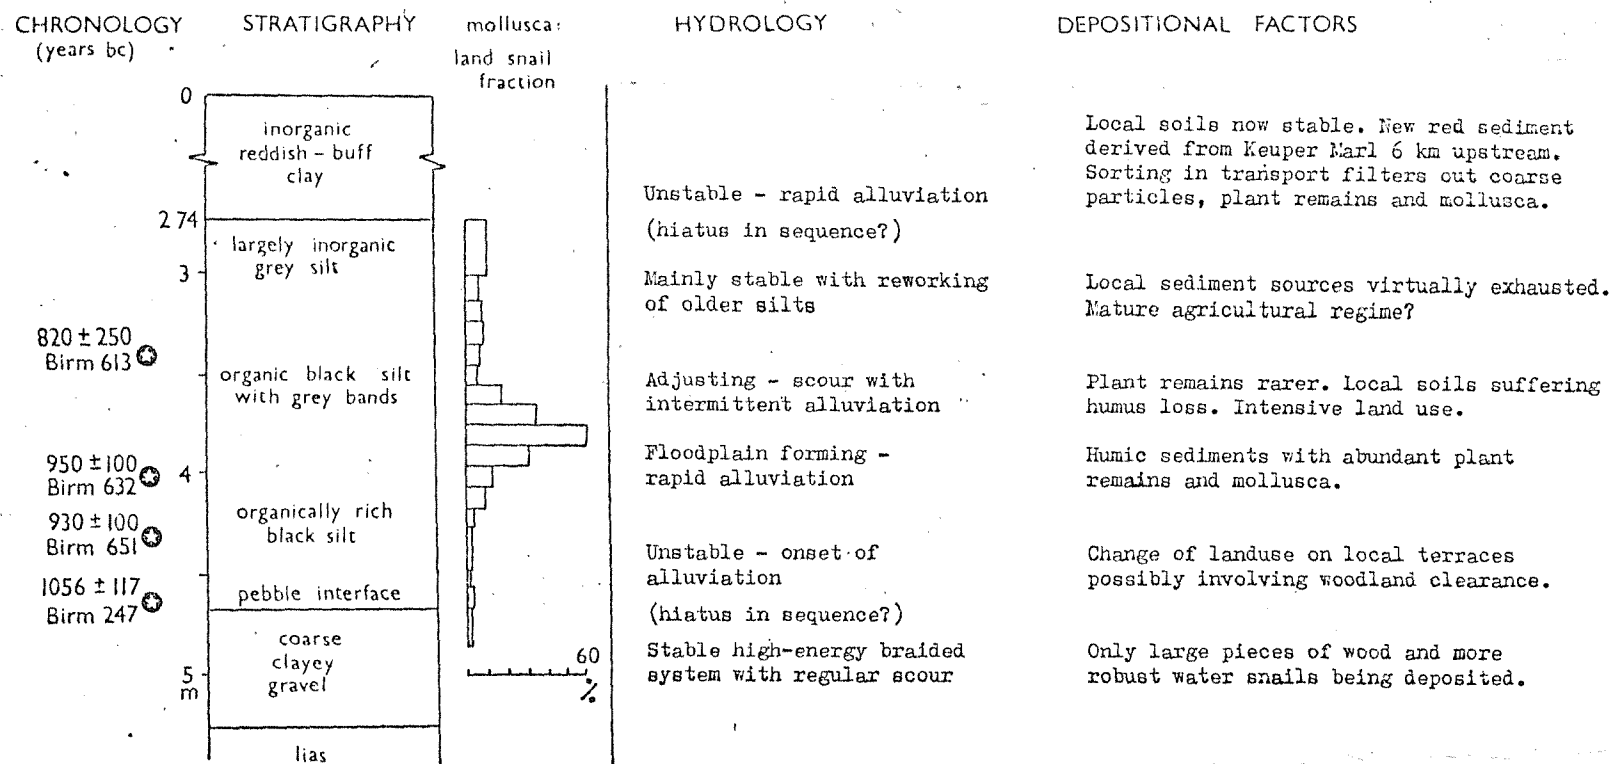 CHRONOLOGY
(years bc)
STRATIGRAPHY
mollusca:
land snail
fraction
HYDROLOGY
DEPOSITIONAL FACTORS
0
2 74
3
4
5
m
820 ± 250
Birm 613
950 ± 100
Birm 632
930 ± 100
Birm 651
1056 ± 117
Birm 247
inorganic
reddish - buff
clay
largely inorganic
grey silt
organic black silt
with grey bands
organically rich
black silt
pebble interface
coarse
clayey
gravel
lias
60
%
Unstable - rapid alluviation
(hiatus in sequence?)
Mainly stable with reworking
of older silts
Adjusting - scour with
intermittent alluviation
Floodplain forming -
rapid alluviation
Unstable - onset of
alluviation
(hiatus in sequence?)
Stable high-energy braided
system with regular scour
Local soils now stable. New red sediment
derived from Keuper Marl 6 km upstream.
Sorting in transport filters out coarse
particles, plant remains and mollusca.
Local sediment sources virtually exhausted.
Mature agricultural regime?
Plant remains rarer. Local soils suffering
humus loss. Intensive land use.
Humic sediments with abundant plant
remains and mollusca.
Change of landuse on local terraces
possibly involving woodland clearance.
Only large pieces of wood and more
robust water snails being deposited.